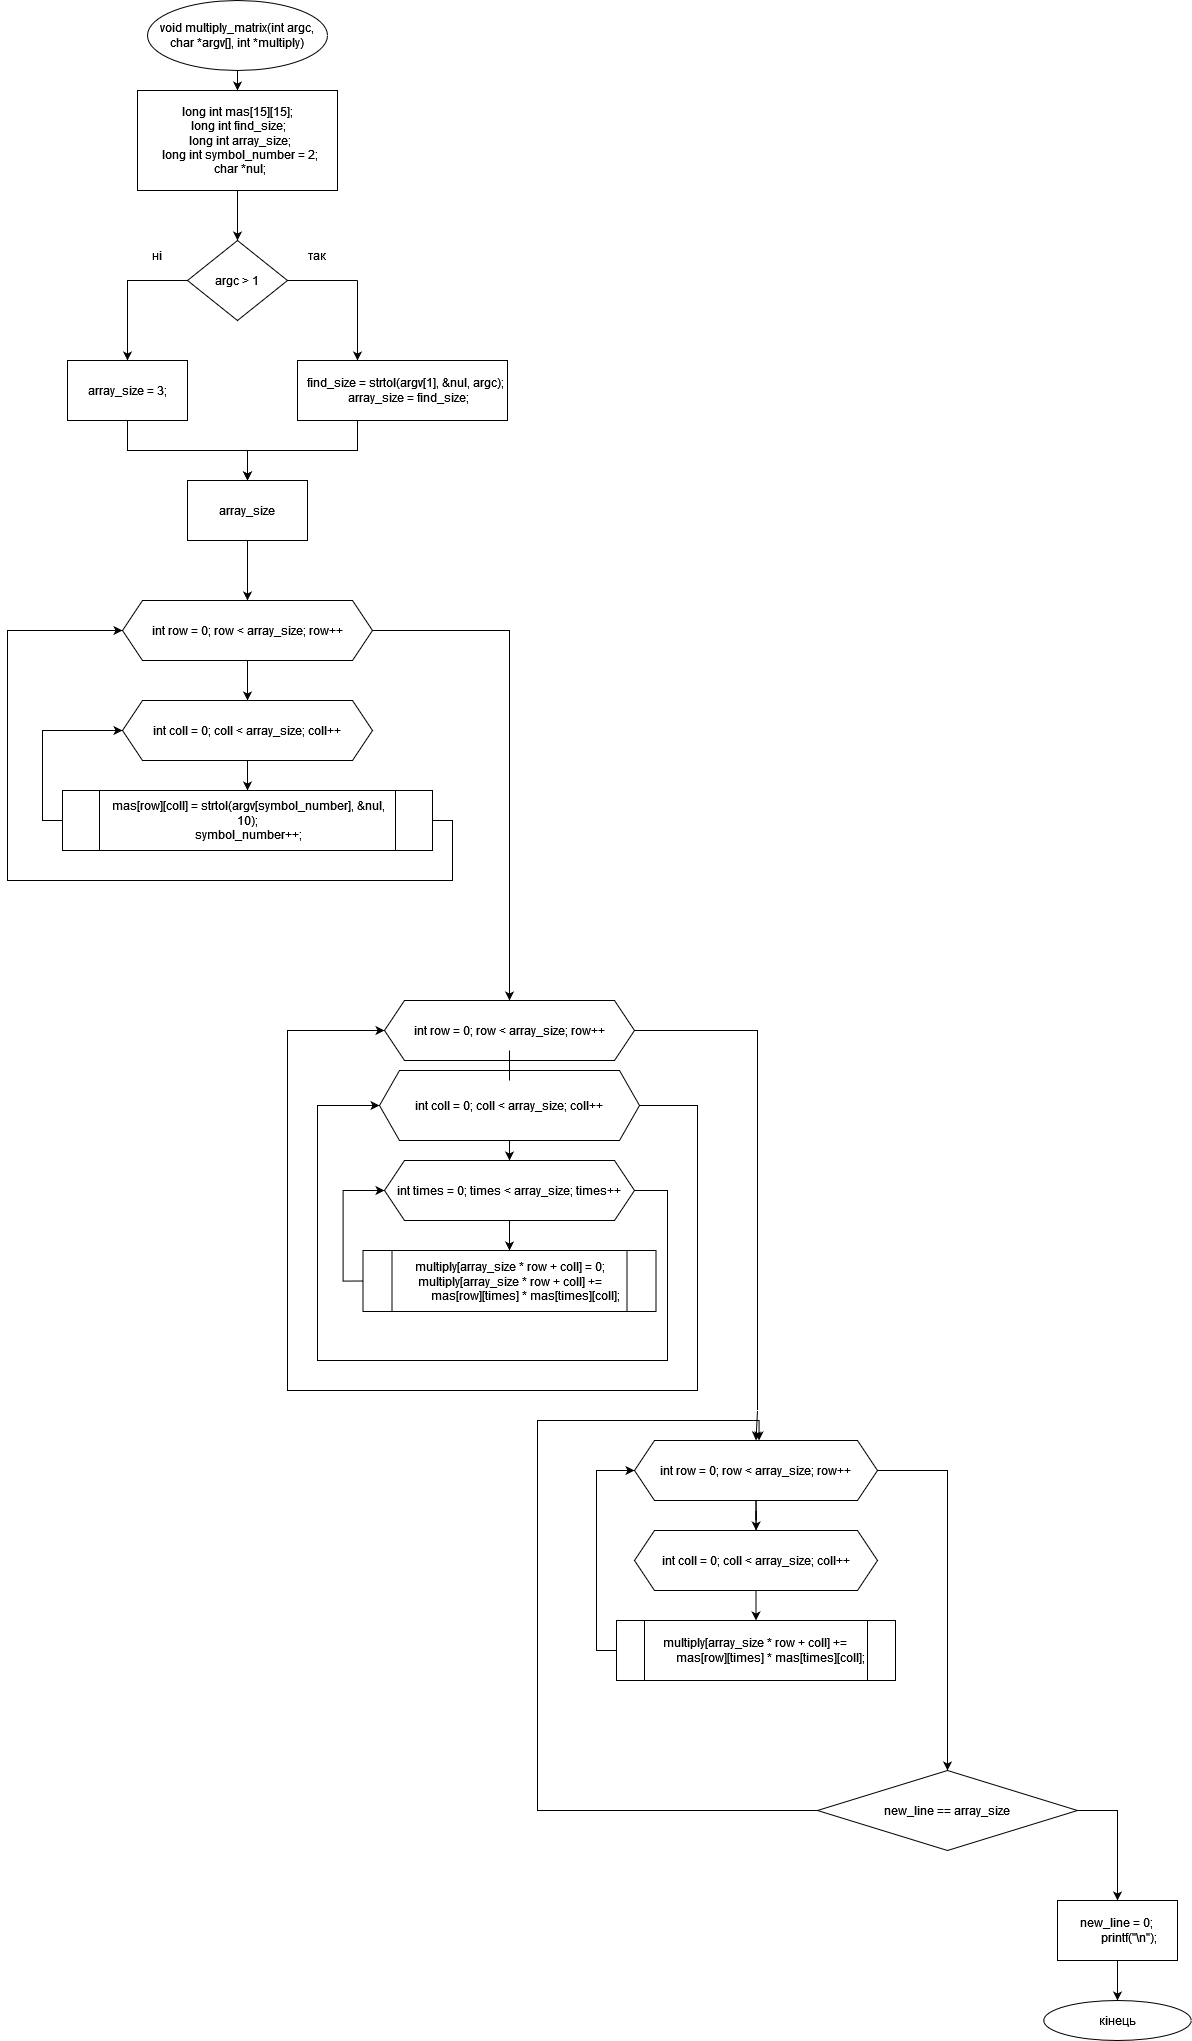 void multiply_matrix(int argc,
char *argv[], int *multiply)
long int mas[15][15];
long int find_size;
long int array_size;
long int symbol_number = 2;
char *nul;
ні
так
argc > 1
array_size = 3;
find_size = strtol(argv[1], &nul, argc);
array_size = find_size;
array_size
int row = 0; row < array_size; row++
int coll = 0; coll < array_size; coll++
mas[row][coll] = strtol(argv[symbol_number], &nul,
10);
symbol_number++;
int row = 0; row < array_size; row++
int coll = 0; coll < array_size; coll++
int times = 0; times < array_size; times++
multiply[array_size * row + coll] = 0;
multiply[array_size * row + coll] +=
mas[row][times] * mas[times][coll];
int row = 0; row < array_size; row++
int coll = 0; coll < array_size; coll++
multiply[array_size * row + coll] +=
mas[row][times] * mas[times][coll];
new_line == array_size
new_line = 0;
printf("\n");
кінець